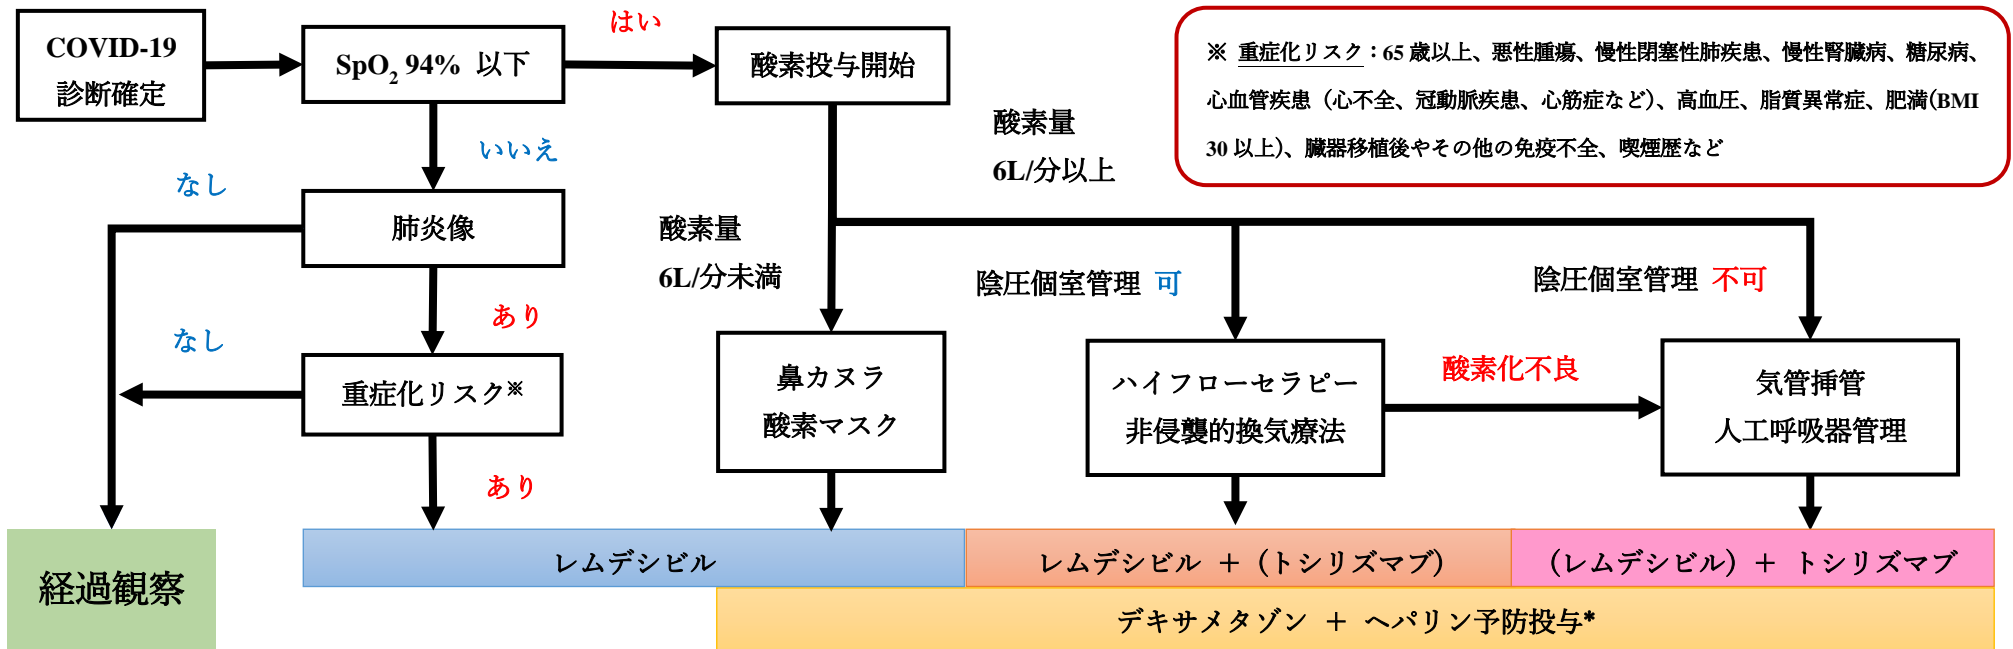 COVID-19
診断確定
SpO2 94% 以下
はい
酸素投与開始
※ 重症化リスク：65 歳以上、悪性腫瘍、慢性閉塞性肺疾患、慢性腎臓病、糖尿病、
心血管疾患（心不全、冠動脈疾患、心筋症など）、高血圧、脂質異常症、肥満(BMI
30 以上)、臓器移植後やその他の免疫不全、喫煙歴など
いいえ
酸素量
6L/分以上
なし
肺炎像
酸素量
6L/分未満
陰圧個室管理 可
陰圧個室管理 不可
あり
なし
重症化リスク※
鼻カヌラ
酸素マスク
ハイフローセラピー
非侵襲的換気療法
酸素化不良
気管挿管
人工呼吸器管理
あり
経過観察
レムデシビル
レムデシビル ＋（トシリズマブ）
（レムデシビル）＋ トシリズマブ
デキサメタゾン ＋ ヘパリン予防投与*